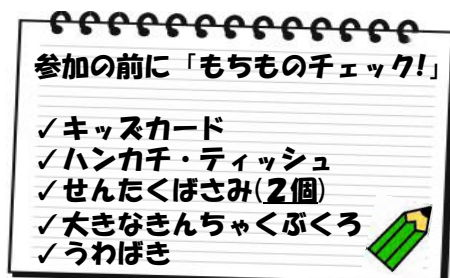 参加の前に「もちものチェック!」
✓キッズカード
✓ハンカチ・ティッシュ
✓せんたくばさみ(２個)
✓大きなきんちゃくぶくろ
✓うわばき